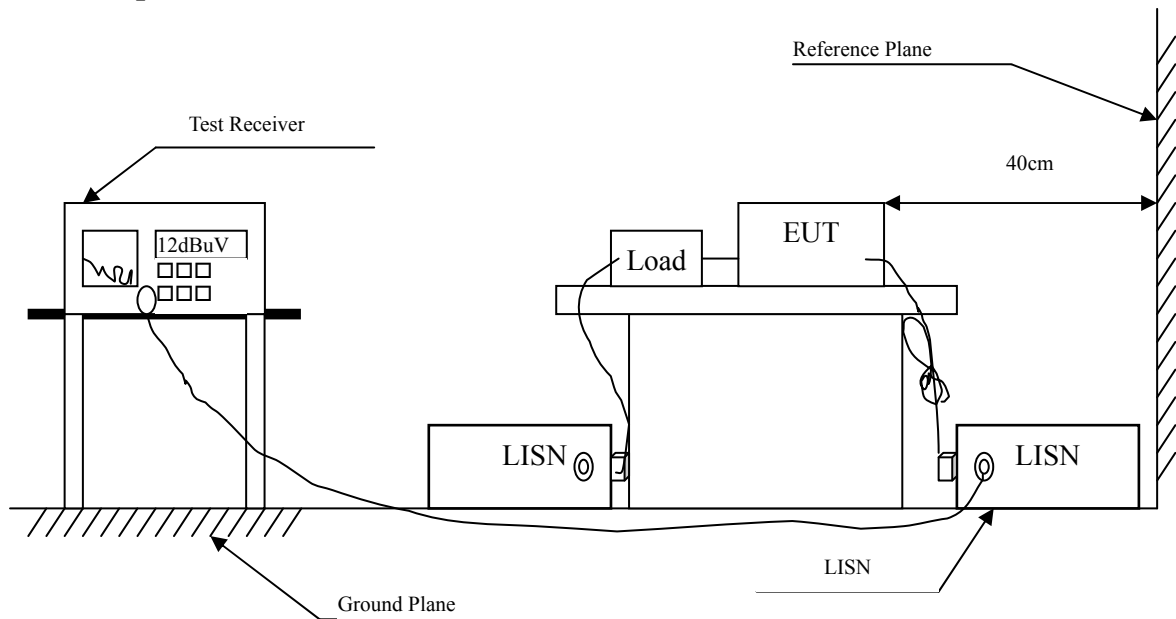 Reference Plane
Test Receiver
40cm
12dBuV
EUT
Load
LISN
LISN
LISN
Ground Plane